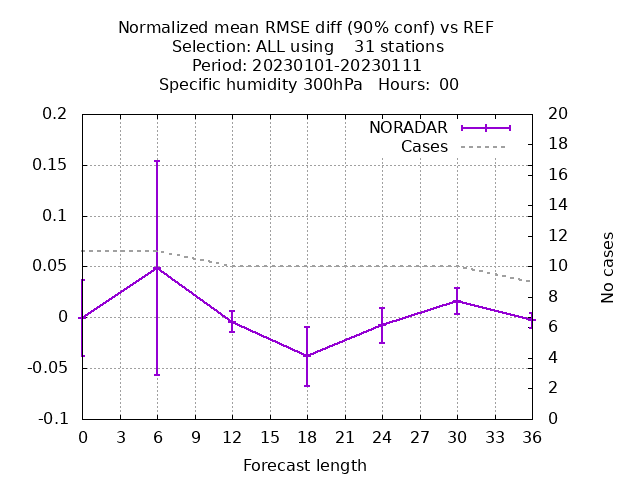 Normalized mean RMSE diff (90% conf) vs REF
Selection: ALL using    31 stations
Period: 20230101-20230111
Specific humidity 300hPa   Hours:  00
NORADAR
Cases
0.2
0.15
0.1
0.05
0
-0.05
-0.1
20
18
16
14
12
10
8
6
4
2
0
No cases
0 3 6 9 12 15 18 21 24 27 30 33 36
Forecast length